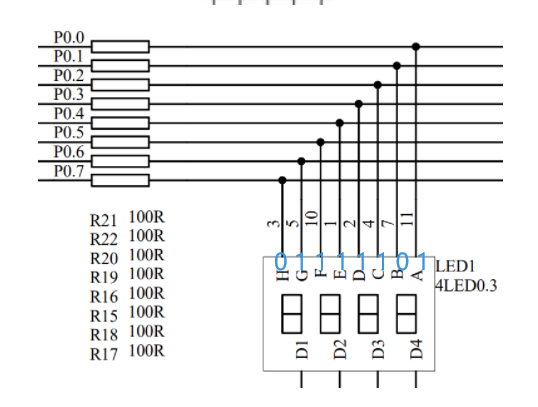 P0.0
P0.1
P0.2
P0.3
P0.4
P0.5
P0.6
P0.7
R21 100R
R22 100R
R20 100R
R19 100R
R16 100R
R15 100R
R18 100R
R17 100R
3 5 10 1 2 4 7 11
0 1 1 1 1 1 0 1
H G F E D C B A
LED1
4LED0.3
D1 D2 D3 D4